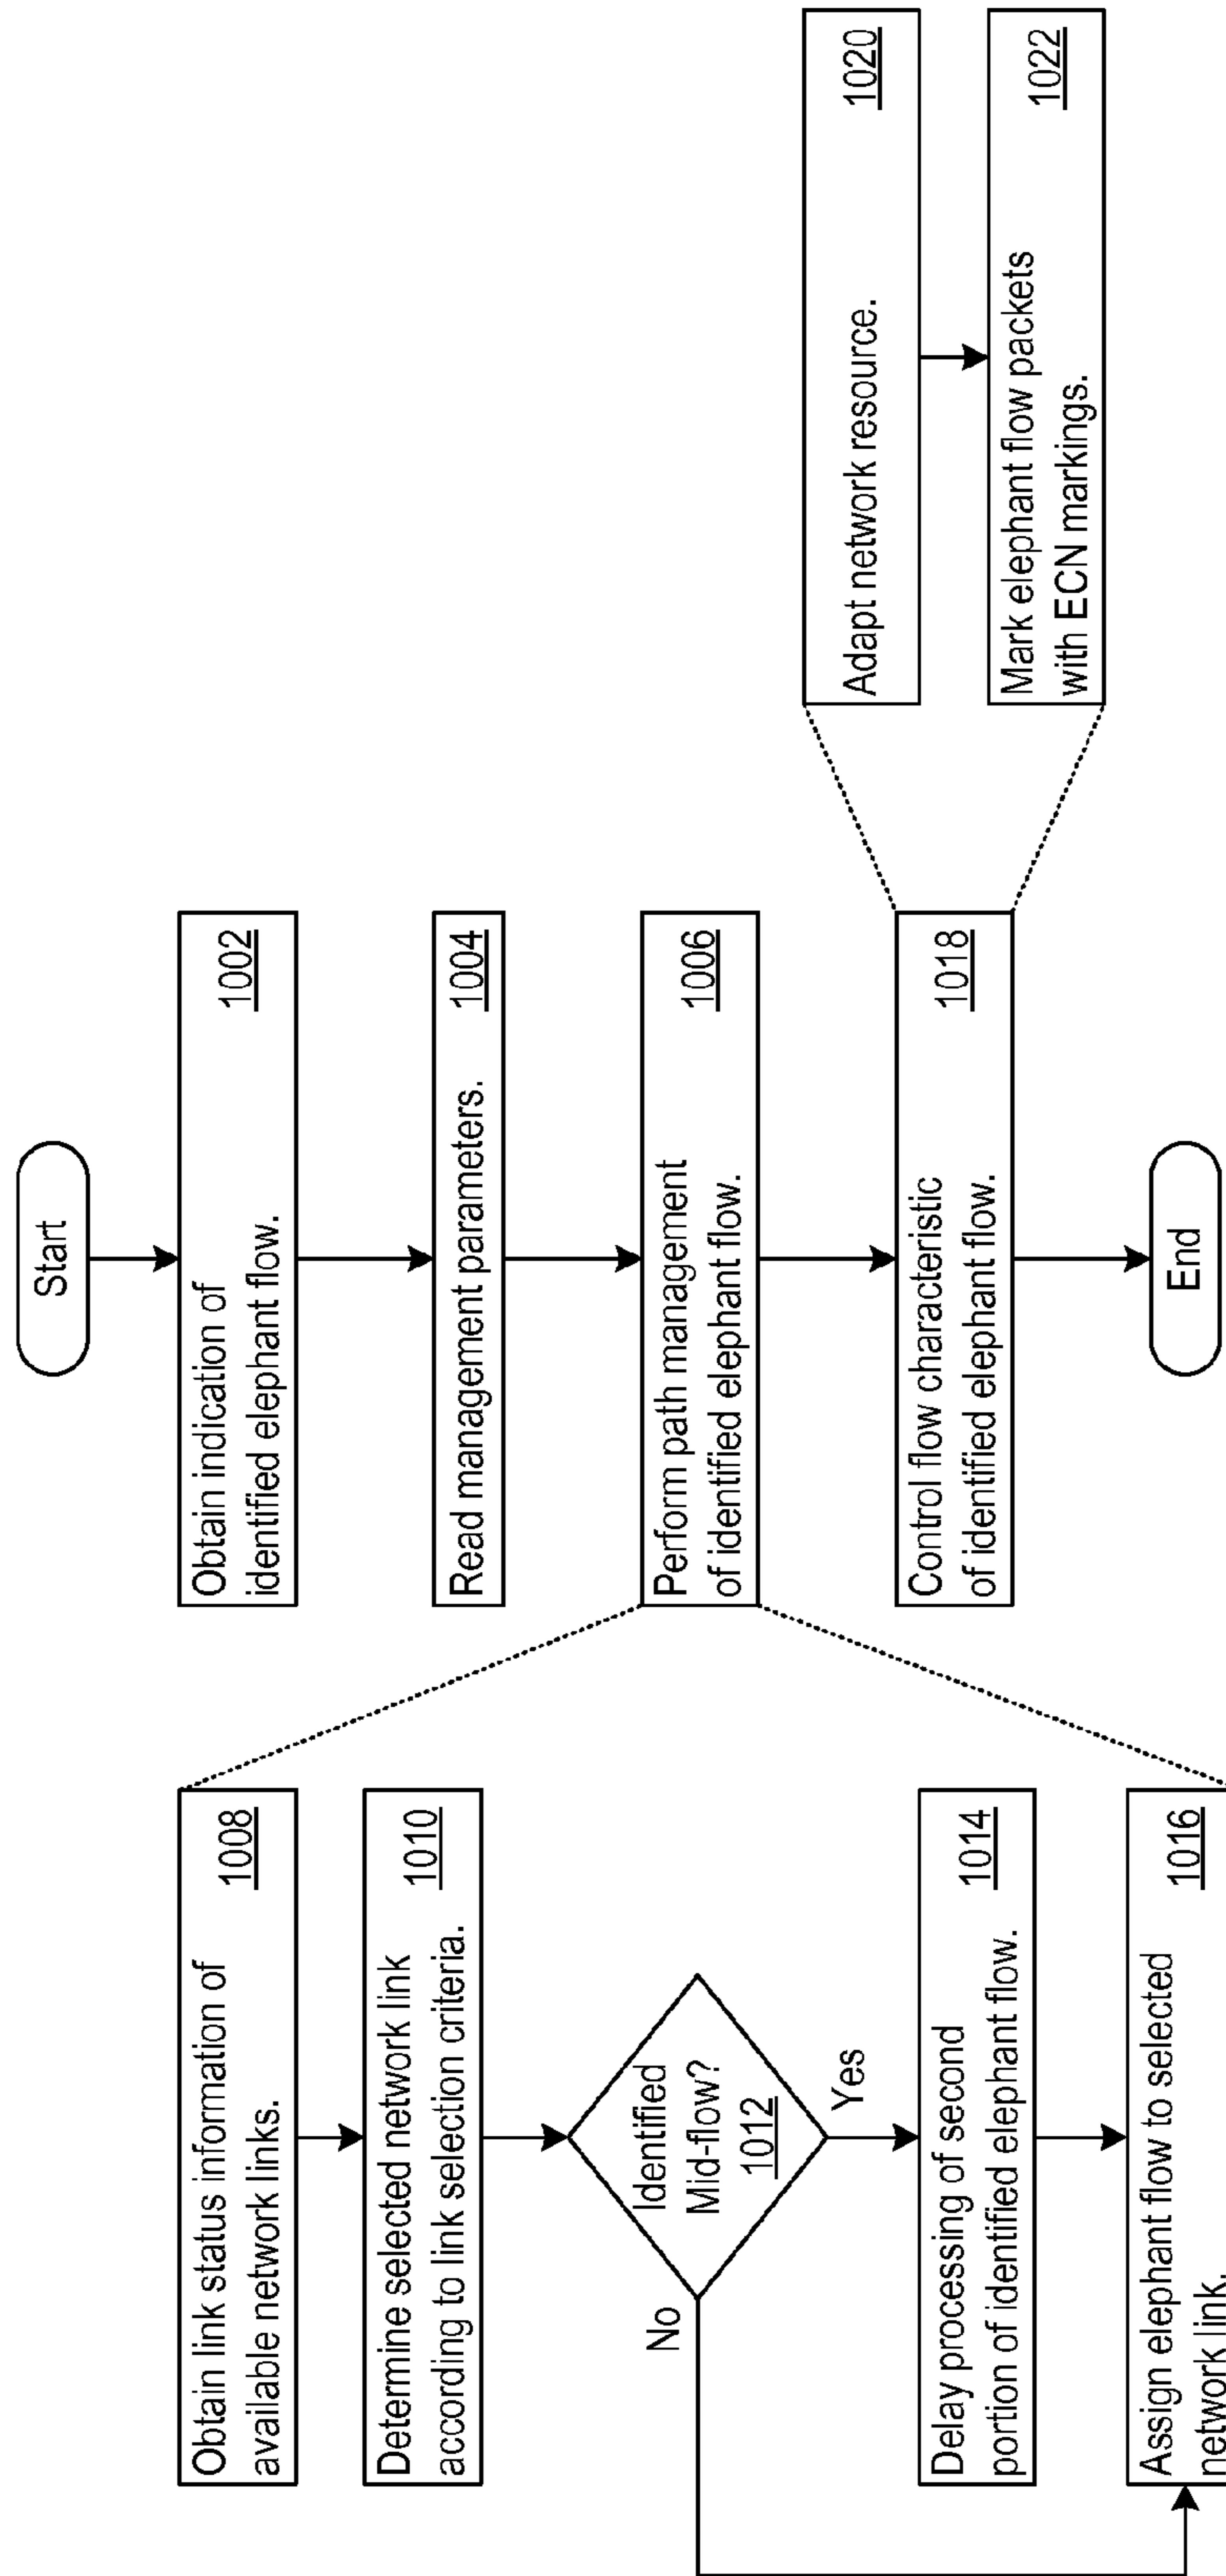 Start
Obtain indication of
identified elephant flow.
1002
Read management parameters.
1004
Perform path management
of identified elephant flow.
1006
Obtain link status information of
available network links.
1008
Determine selected network link
according to link selection criteria.
1010
Identified
Mid-flow?
1012
No
Yes
Delay processing of second
portion of identified elephant flow.
1014
Assign elephant flow to selected
network link.
1016
Control flow characteristic
of identified elephant flow.
1018
Adapt network resource.
1020
Mark elephant flow packets
with ECN markings.
1022
End